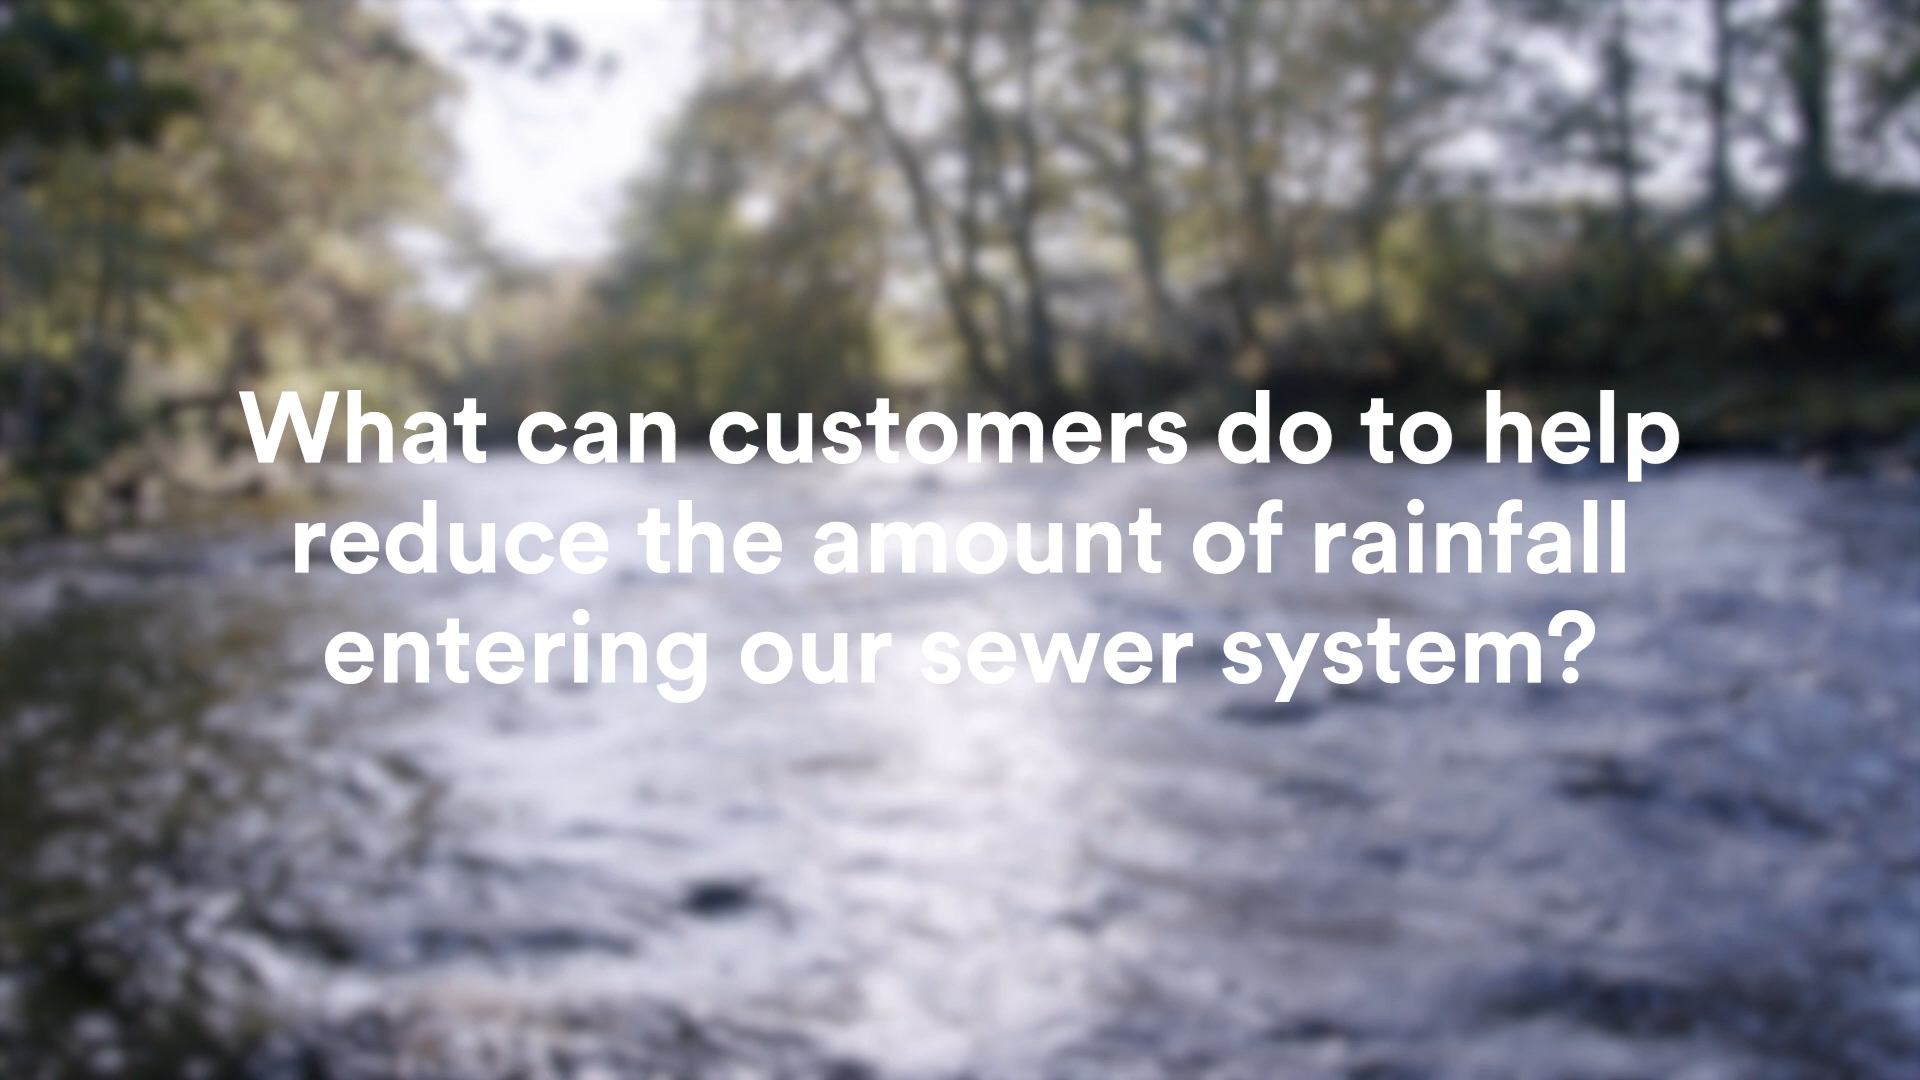 What can customers do to help
reduce the amount of rainfall
entering our sewer system?